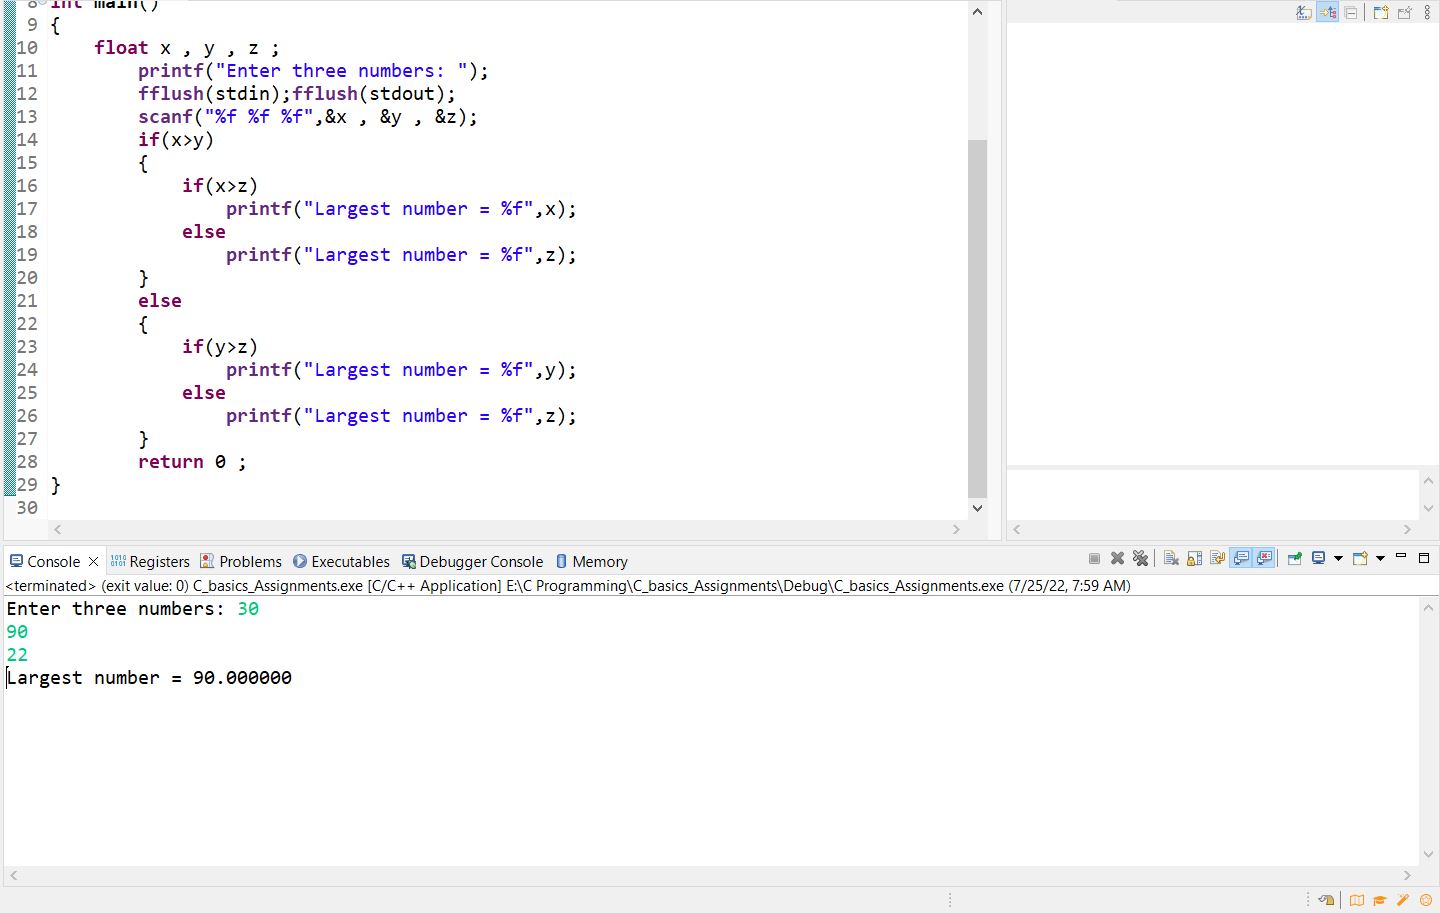 8 int main()
9 {
10     float x , y , z ;
11         printf("Enter three numbers: ");
12         fflush(stdin);fflush(stdout);
13         scanf("%f %f %f",&x , &y , &z);
14         if(x>y)
15         {
16             if(x>z)
17                 printf("Largest number = %f",x);
18             else
19                 printf("Largest number = %f",z);
20         }
21         else
22         {
23             if(y>z)
24                 printf("Largest number = %f",y);
25             else
26                 printf("Largest number = %f",z);
27         }
28         return 0 ;
29 }
30
Console Registers Problems Executables Debugger Console Memory
<terminated> (exit value: 0) C_basics_Assignments.exe [C/C++ Application] E:\C Programming\C_basics_Assignments\Debug\C_basics_Assignments.exe (7/25/22, 7:59 AM)
Enter three numbers: 30
90
22
Largest number = 90.000000